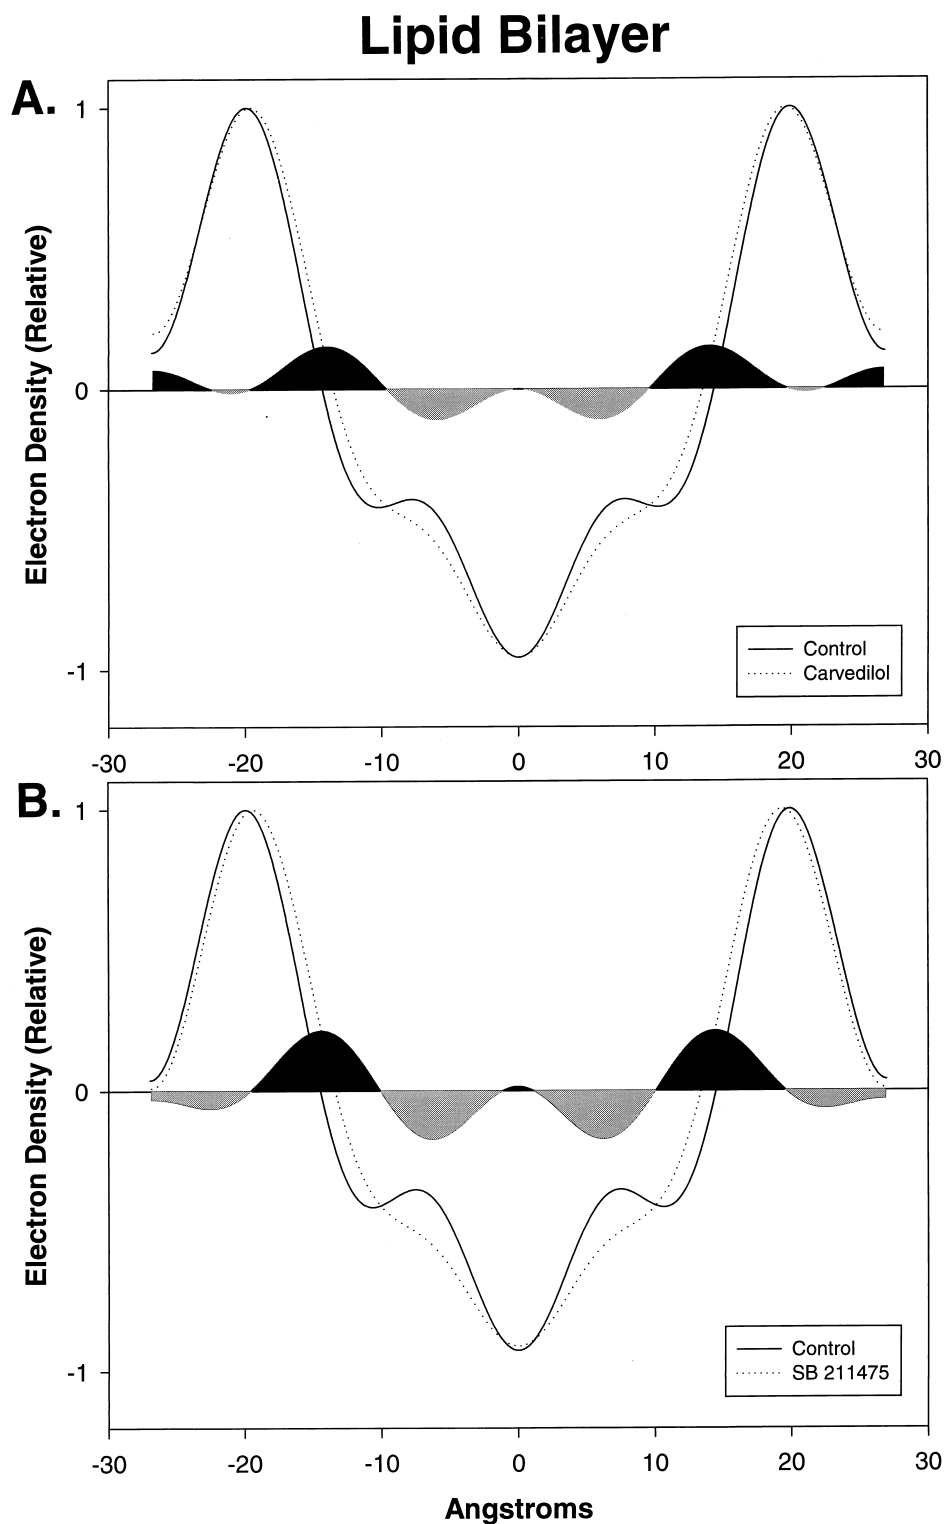 Lipid Bilayer
A.
Electron Density (Relative)
1
0
-1
Control
Carvedilol
-30 -20 -10 0 10 20 30
B.
Electron Density (Relative)
1
0
-1
Control
SB 211475
-30 -20 -10 0 10 20 30
Angstroms